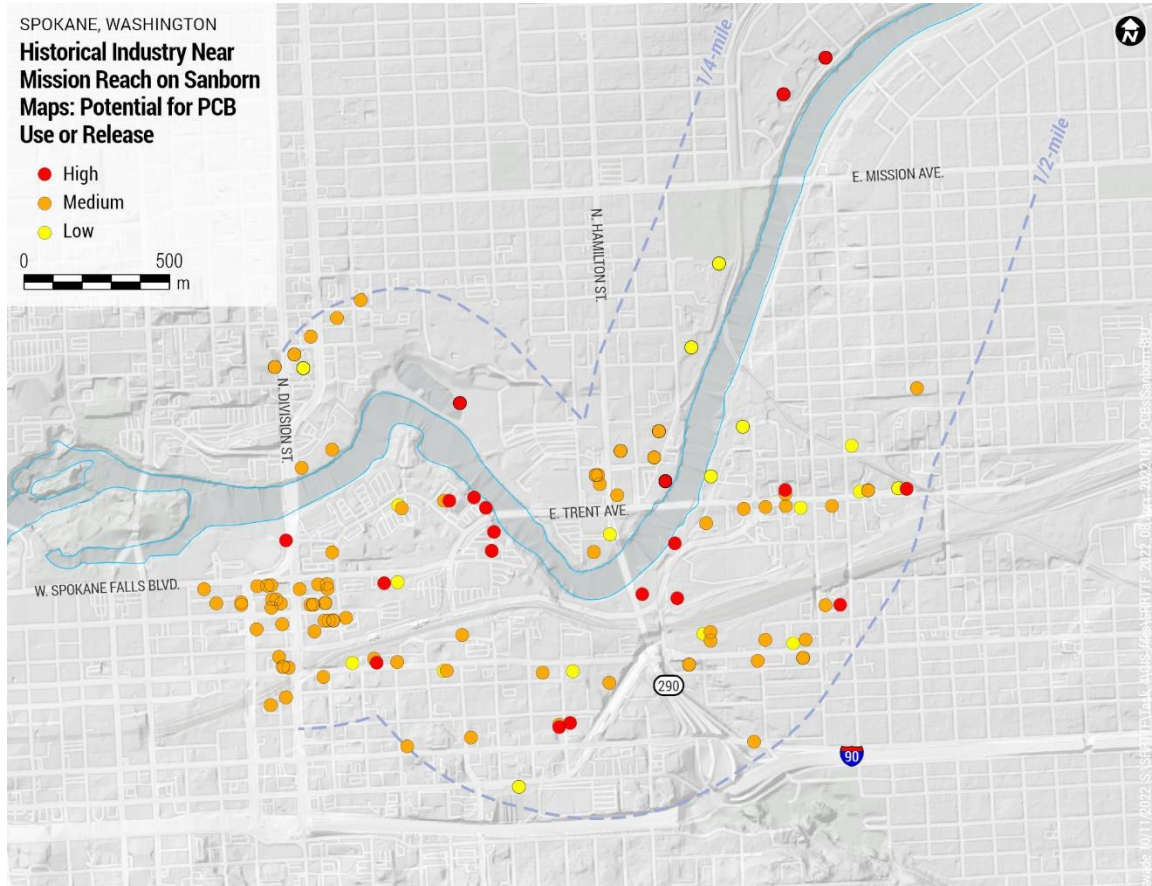 SPOKANE, WASHINGTON
Historical Industry Near
Mission Reach on Sanborn
Maps: Potential for PCB
Use or Release
High
Medium
Low
0 500
m
N
1/4-mile
1/2-mile
E. MISSION AVE.
N. HAMILTON ST.
N. DIVISION ST.
E. TRENT AVE.
W. SPOKANE FALLS BLVD.
290
90